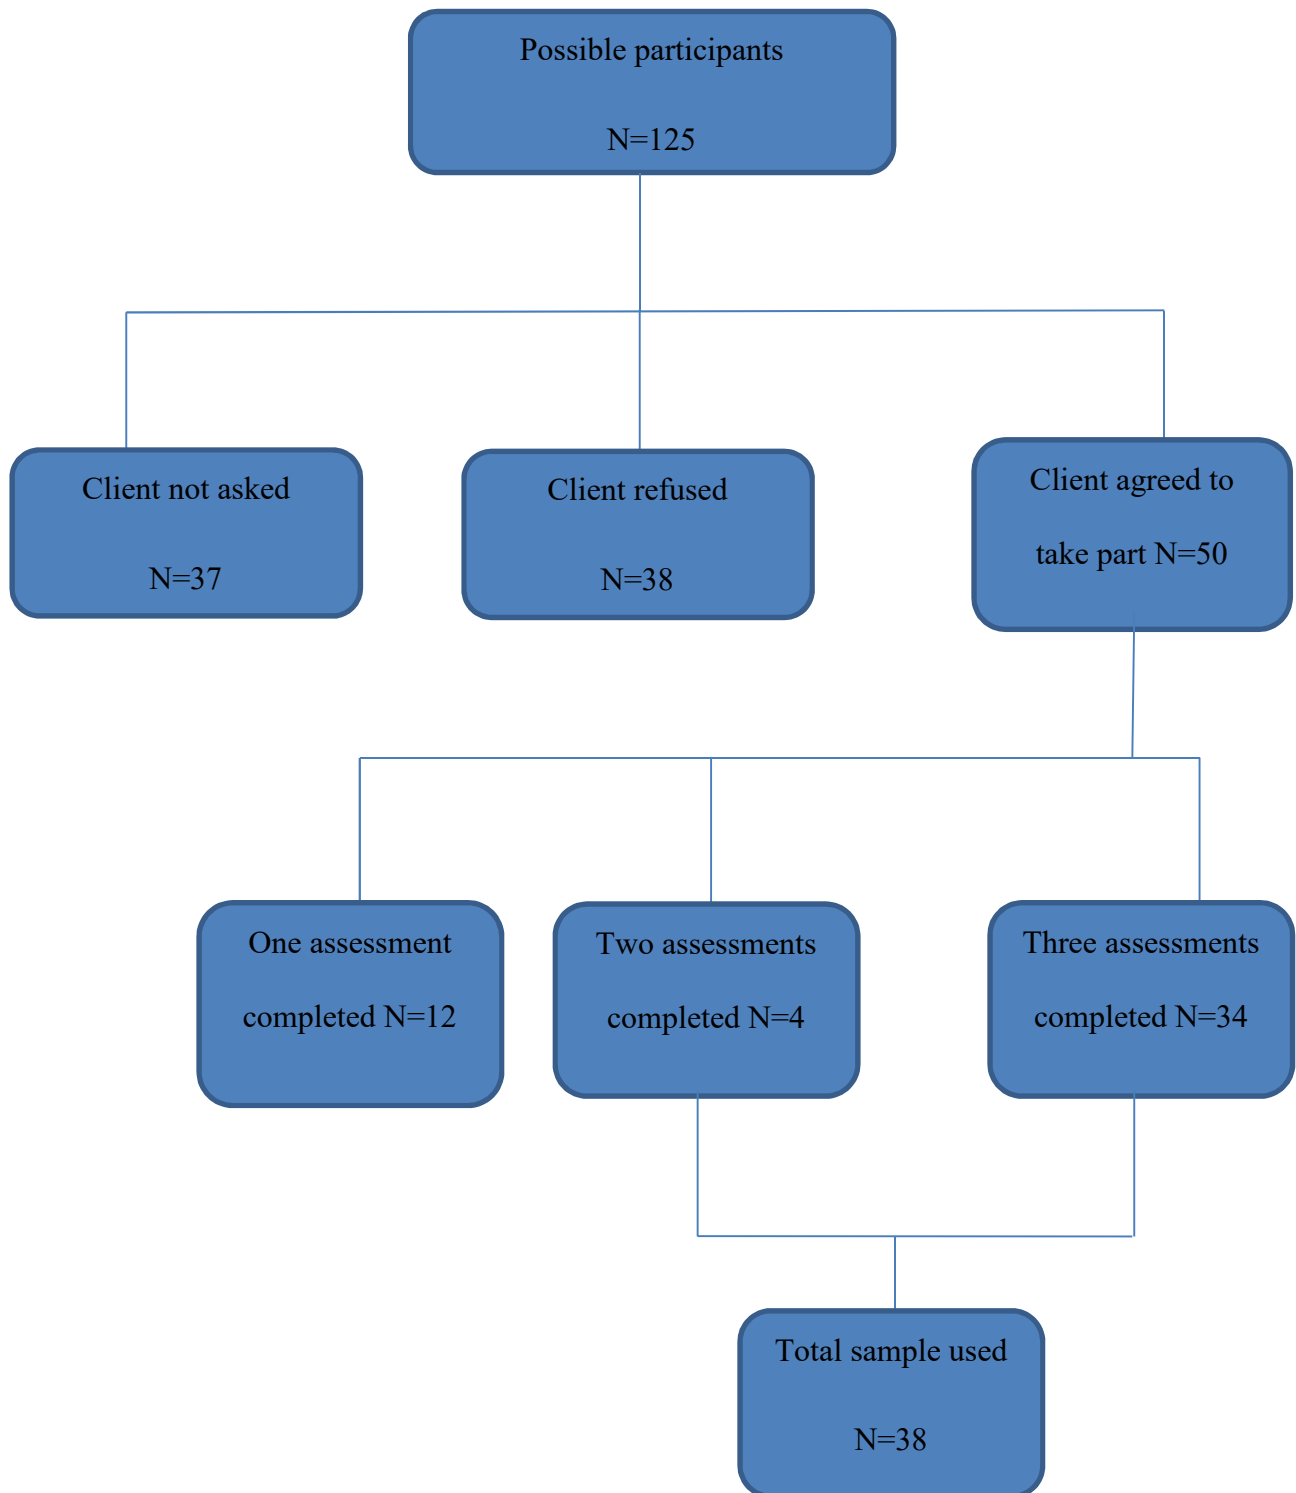 Possible participants
N=125
Client not asked
N=37
Client refused
N=38
Client agreed to
take part N=50
One assessment
completed N=12
Two assessments
completed N=4
Three assessments
completed N=34
Total sample used
N=38